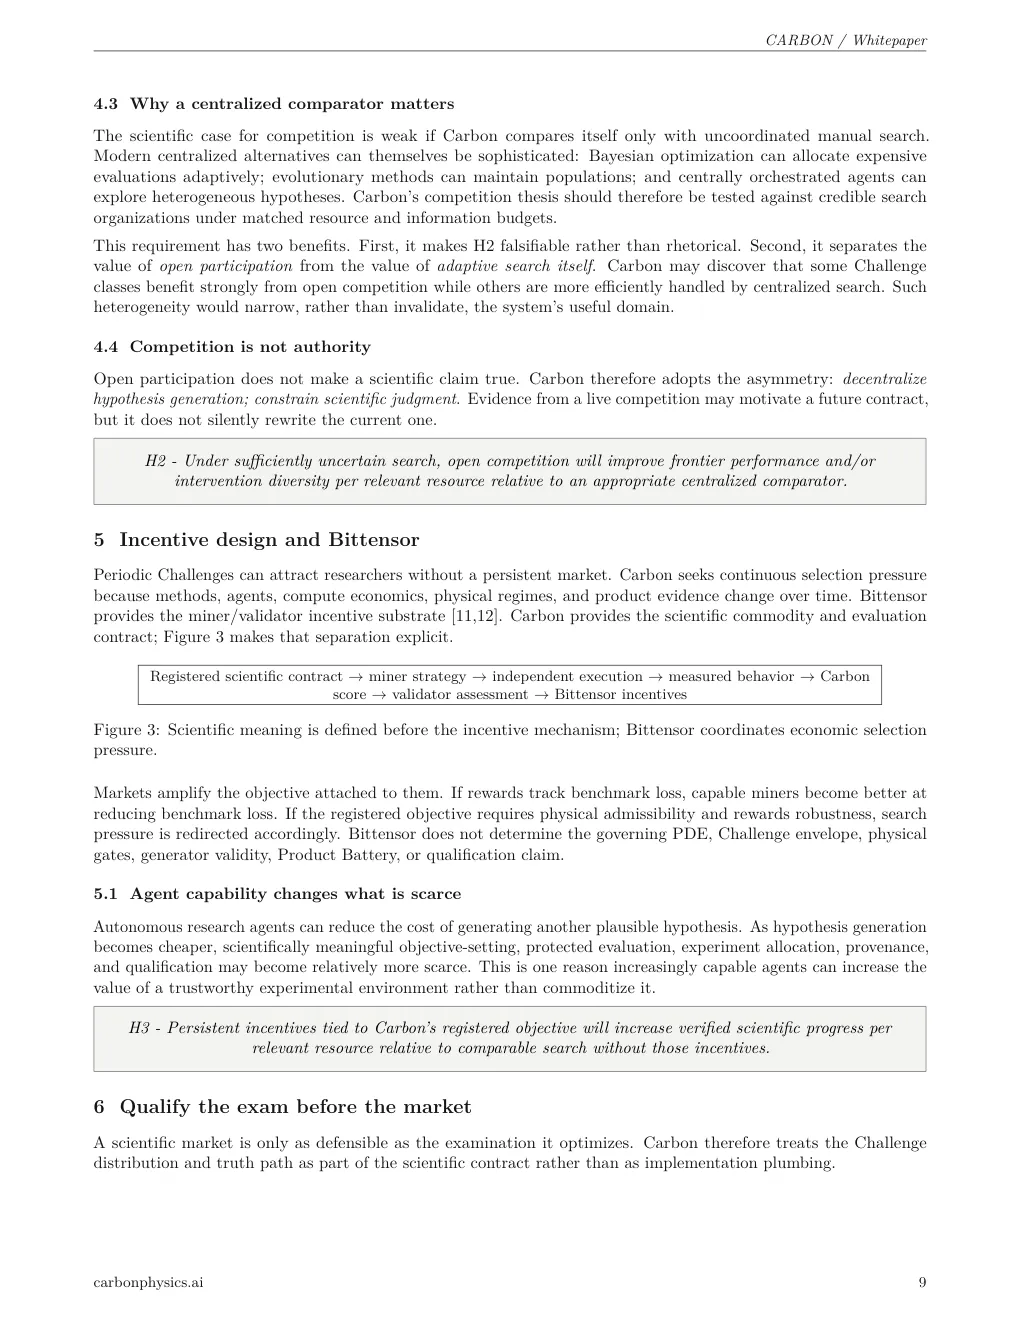 CARBON / Whitepaper
4.3 Why a centralized comparator matters
The scientific case for competition is weak if Carbon compares itself only with uncoordinated manual search.
Modern centralized alternatives can themselves be sophisticated: Bayesian optimization can allocate expensive
evaluations adaptively; evolutionary methods can maintain populations; and centrally orchestrated agents can
explore heterogeneous hypotheses. Carbon's competition thesis should therefore be tested against credible search
organizations under matched resource and information budgets.
This requirement has two benefits. First, it makes H2 falsifiable rather than rhetorical. Second, it separates the
value of open participation from the value of adaptive search itself. Carbon may discover that some Challenge
classes benefit strongly from open competition while others are more efficiently handled by centralized search. Such
heterogeneity would narrow, rather than invalidate, the system's useful domain.
4.4 Competition is not authority
Open participation does not make a scientific claim true. Carbon therefore adopts the asymmetry: decentralize
hypothesis generation; constrain scientific judgment. Evidence from a live competition may motivate a future contract,
but it does not silently rewrite the current one.
H2 - Under sufficiently uncertain search, open competition will improve frontier performance and/or
intervention diversity per relevant resource relative to an appropriate centralized comparator.
5 Incentive design and Bittensor
Periodic Challenges can attract researchers without a persistent market. Carbon seeks continuous selection pressure
because methods, agents, compute economics, physical regimes, and product evidence change over time. Bittensor
provides the miner/validator incentive substrate [11,12]. Carbon provides the scientific commodity and evaluation
contract; Figure 3 makes that separation explicit.
Registered scientific contract → miner strategy → independent execution → measured behavior → Carbon
score → validator assessment → Bittensor incentives
Figure 3: Scientific meaning is defined before the incentive mechanism; Bittensor coordinates economic selection
pressure.
Markets amplify the objective attached to them. If rewards track benchmark loss, capable miners become better at
reducing benchmark loss. If the registered objective requires physical admissibility and rewards robustness, search
pressure is redirected accordingly. Bittensor does not determine the governing PDE, Challenge envelope, physical
gates, generator validity, Product Battery, or qualification claim.
5.1 Agent capability changes what is scarce
Autonomous research agents can reduce the cost of generating another plausible hypothesis. As hypothesis generation
becomes cheaper, scientifically meaningful objective-setting, protected evaluation, experiment allocation, provenance,
and qualification may become relatively more scarce. This is one reason increasingly capable agents can increase the
value of a trustworthy experimental environment rather than commoditize it.
H3 - Persistent incentives tied to Carbon's registered objective will increase verified scientific progress per
relevant resource relative to comparable search without those incentives.
6 Qualify the exam before the market
A scientific market is only as defensible as the examination it optimizes. Carbon therefore treats the Challenge
distribution and truth path as part of the scientific contract rather than as implementation plumbing.
carbonphysics.ai
9